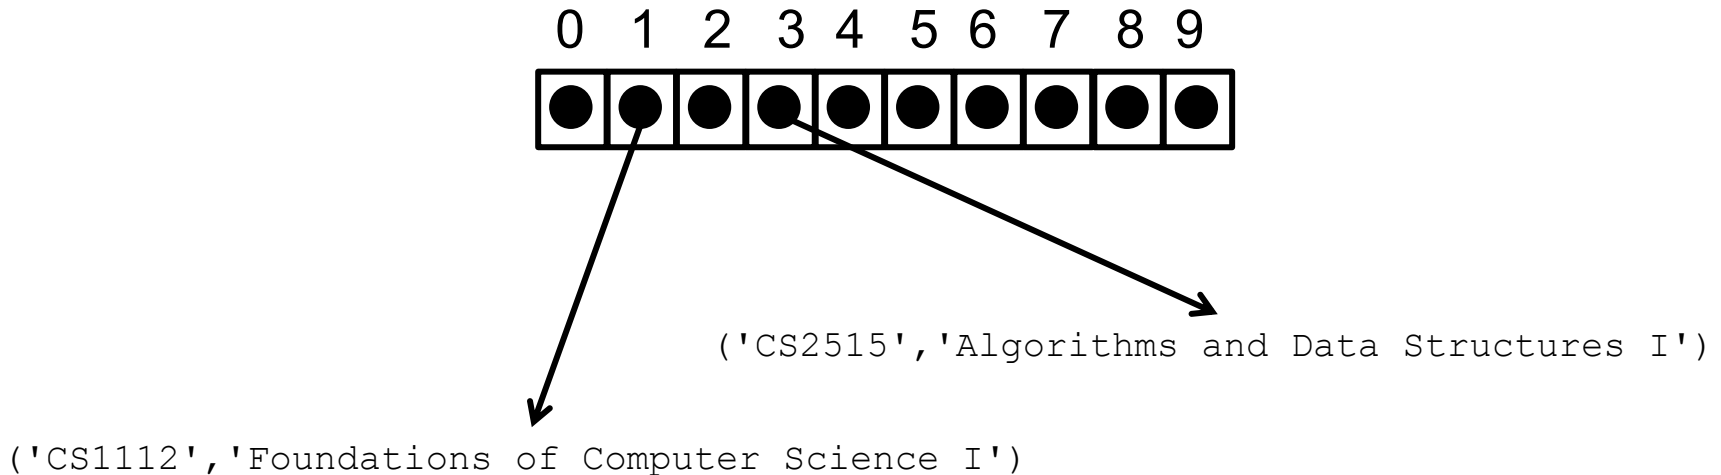 0 1 2 3 4 5 6 7 8 9
('CS2515','Algorithms and Data Structures I')
('CS1112','Foundations of Computer Science I')